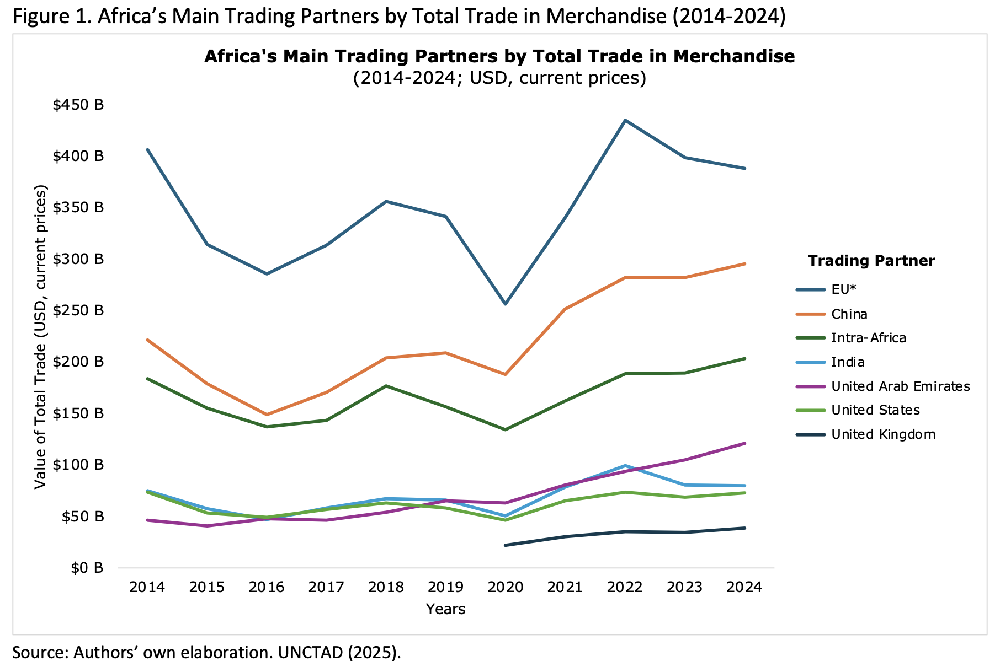 Figure 1. Africa’s Main Trading Partners by Total Trade in Merchandise (2014-2024)
Africa's Main Trading Partners by Total Trade in Merchandise
(2014-2024; USD, current prices)
Value of Total Trade (USD, current prices)
$450 B
$400 B
$350 B
$300 B
$250 B
$200 B
$150 B
$100 B
$50 B
$0 B
2014 2015 2016 2017 2018 2019 2020 2021 2022 2023 2024
Years
Trading Partner
EU*
China
Intra-Africa
India
United Arab Emirates
United States
United Kingdom
Source: Authors’ own elaboration. UNCTAD (2025).